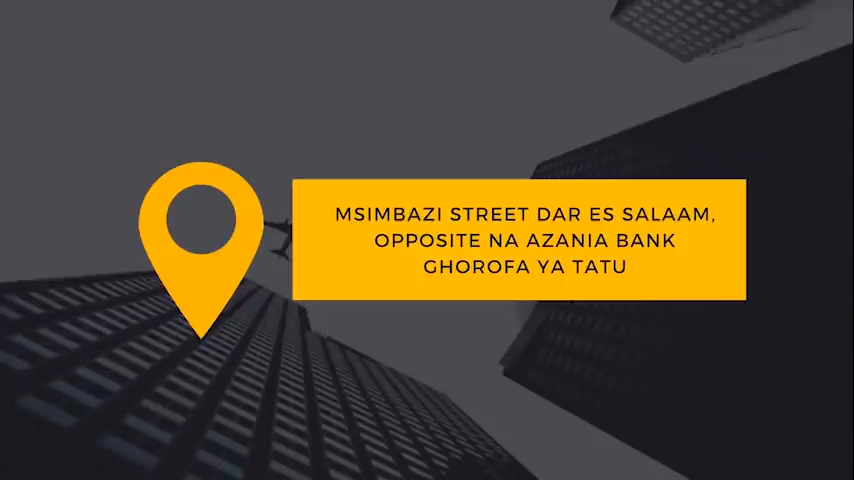 MSIMBAZI STREET DAR ES SALAAM,
OPPOSITE NA AZANIA BANK
GHOROFA YA TATU